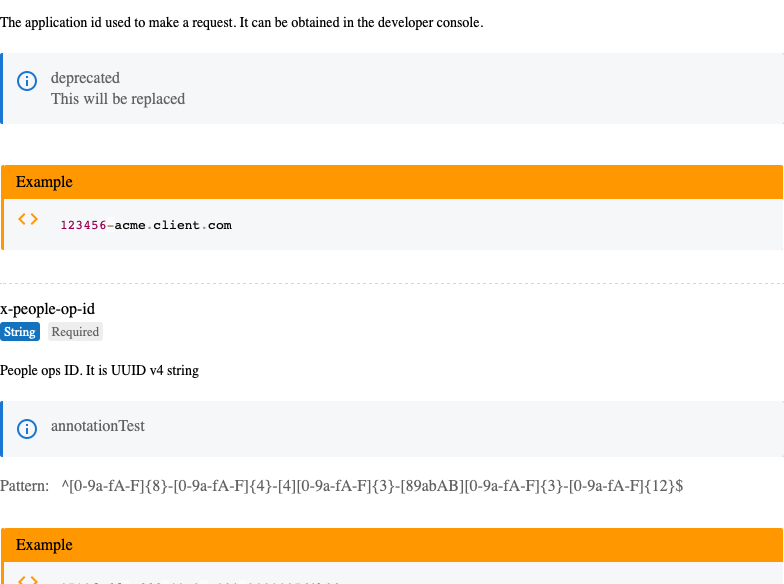 The application id used to make a request. It can be obtained in the developer console.
deprecated
This will be replaced
Example
123456-acme.client.com
x-people-op-id
String Required
People ops ID. It is UUID v4 string
annotationTest
Pattern: ^[0-9a-fA-F]{8}-[0-9a-fA-F]{4}-[4][0-9a-fA-F]{3}-[89abAB][0-9a-fA-F]{3}-[0-9a-fA-F]{12}$
Example